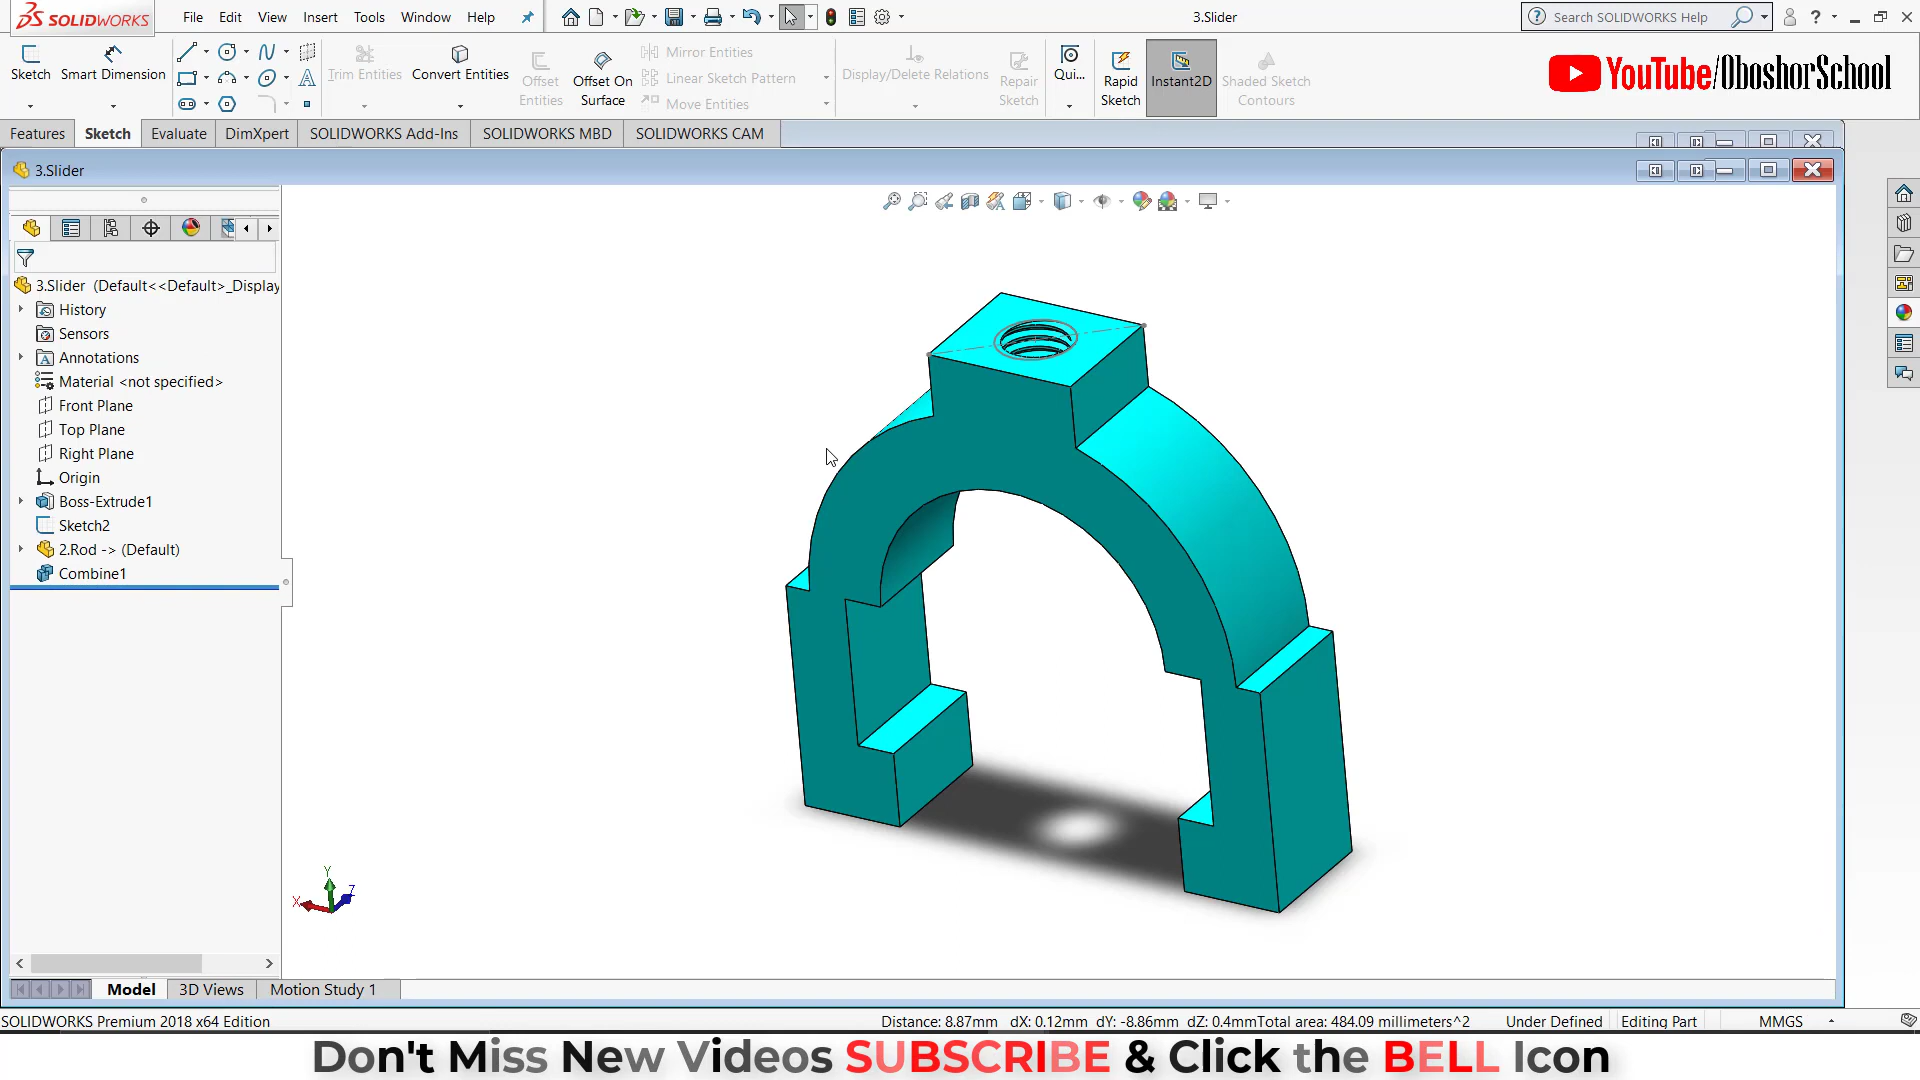 SOLIDWORKS
File Edit View Insert Tools Window Help
3.Slider
Search SOLIDWORKS Help
Sketch
Smart Dimension
Trim Entities
Convert Entities
Offset Entities
Offset On Surface
Mirror Entities
Linear Sketch Pattern
Move Entities
Display/Delete Relations
Repair Sketch
Qui...
Rapid Sketch
Instant2D
Shaded Sketch Contours
YouTube/OboshorSchool
Features Sketch Evaluate DimXpert SOLIDWORKS Add-Ins SOLIDWORKS MBD SOLIDWORKS CAM
3.Slider
3.Slider (Default<<Default>_Display
History
Sensors
Annotations
Material <not specified>
Front Plane
Top Plane
Right Plane
Origin
Boss-Extrude1
Sketch2
2.Rod -> (Default)
Combine1
Y
X
Z
Model 3D Views Motion Study 1
SOLIDWORKS Premium 2018 x64 Edition
Distance: 8.87mm dX: 0.12mm dY: -8.86mm dZ: 0.4mmTotal area: 484.09 millimeters^2 Under Defined Editing Part MMGS
Don't Miss New Videos SUBSCRIBE & Click the BELL Icon